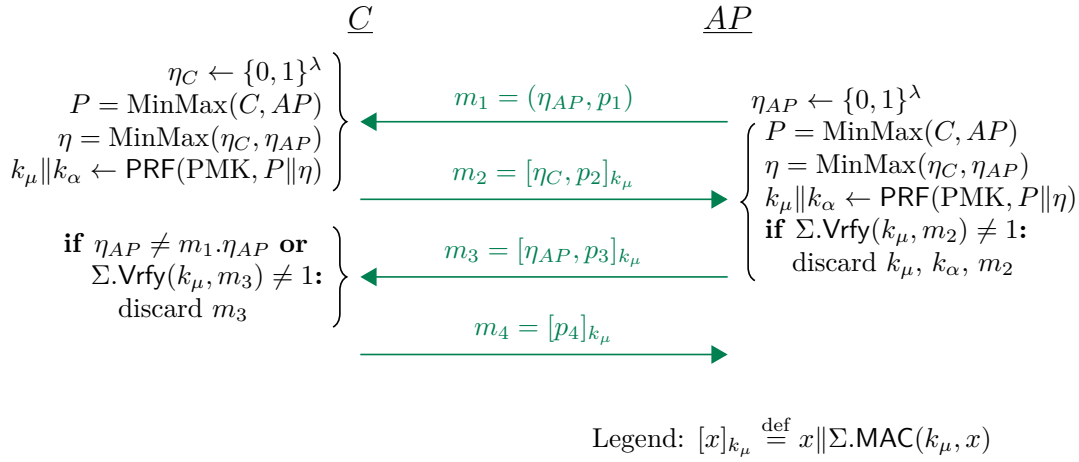 C
AP
η_C ← {0, 1}^λ
P = MinMax(C, AP)
η = MinMax(η_C, η_AP)
k_μ‖k_α ← PRF(PMK, P‖η)
m_1 = (η_AP, p_1)
η_AP ← {0, 1}^λ
P = MinMax(C, AP)
η = MinMax(η_C, η_AP)
k_μ‖k_α ← PRF(PMK, P‖η)
if Σ.Vrfy(k_μ, m_2) ≠ 1:
discard k_μ, k_α, m_2
m_2 = [η_C, p_2]_{k_μ}
if η_AP ≠ m_1.η_AP or
Σ.Vrfy(k_μ, m_3) ≠ 1:
discard m_3
m_3 = [η_AP, p_3]_{k_μ}
m_4 = [p_4]_{k_μ}
Legend: [x]_{k_μ} def= x‖Σ.MAC(k_μ, x)